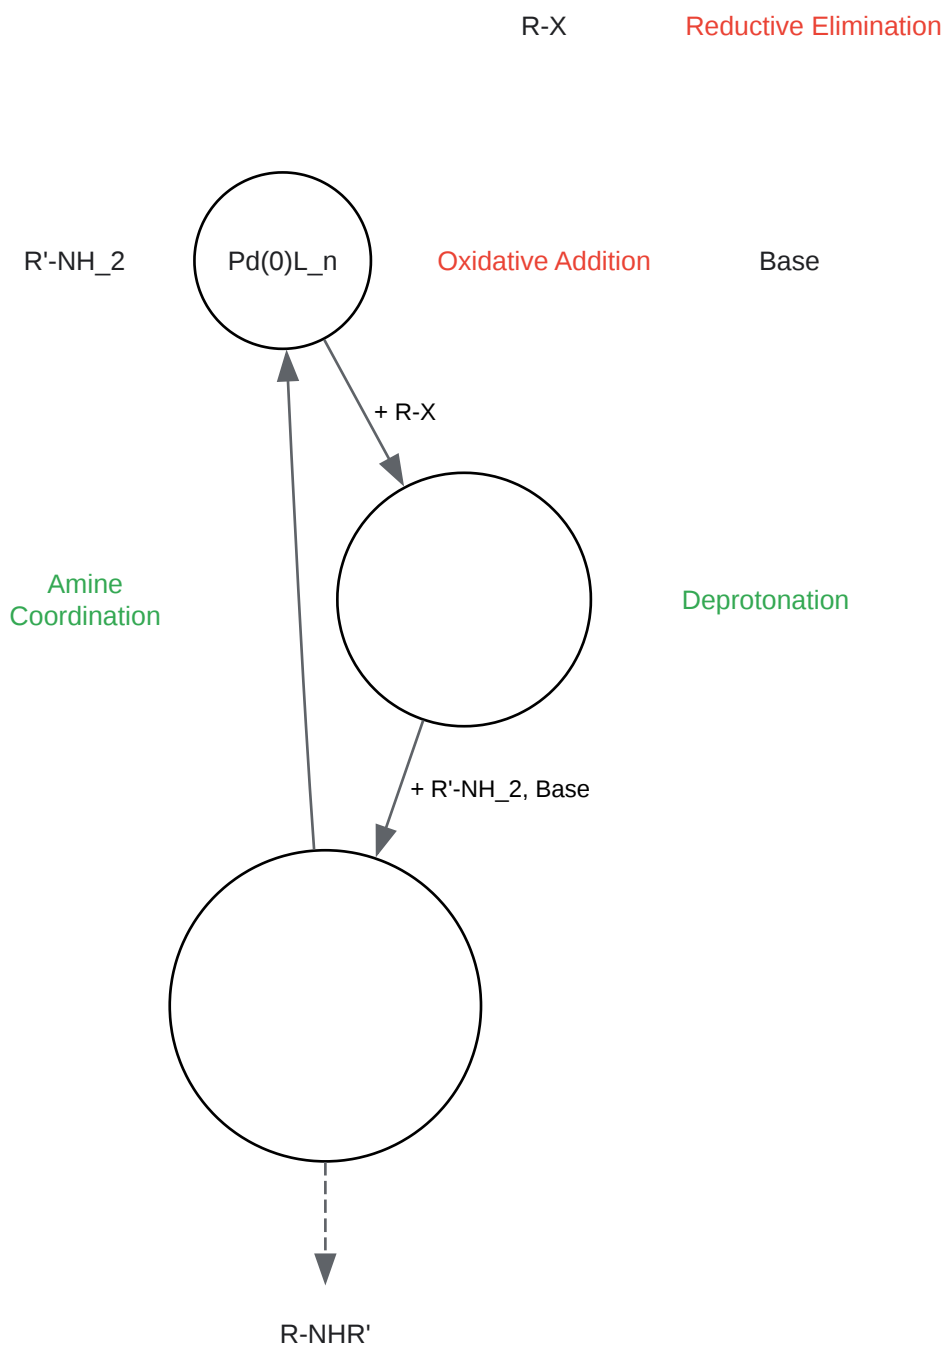 R-X
Reductive Elimination
R'-NH_2
Pd(0)L_n
Oxidative Addition
Base
+ R-X
Amine
Coordination
Deprotonation
+ R'-NH_2, Base
R-NHR'